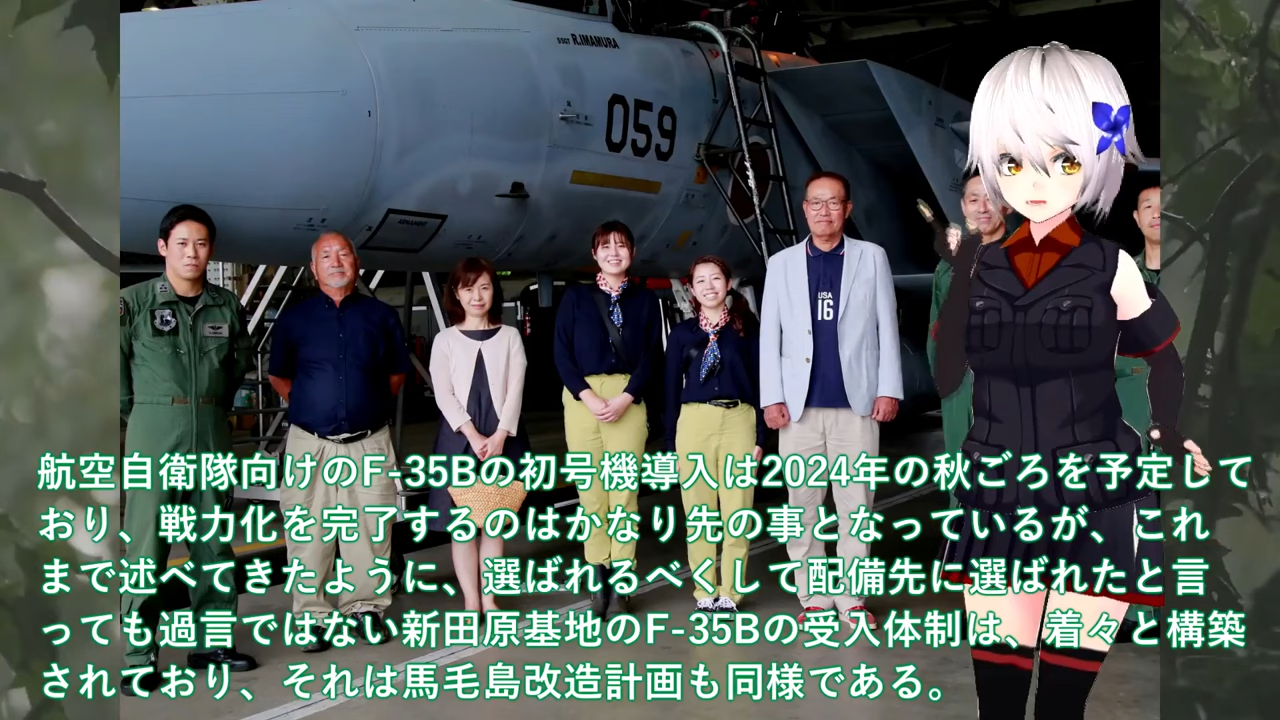 SSGT R.IMAMURA
059
USA
16
航空自衛隊向けのF-35Bの初号機導入は2024年の秋ごろを予定して
おり、戦力化を完了するのはかなり先の事となっているが、これ
まで述べてきたように、選ばれるべくして配備先に選ばれたと言
っても過言ではない新田原基地のF-35Bの受入体制は、着々と構築
されており、それは馬毛島改造計画も同様である。